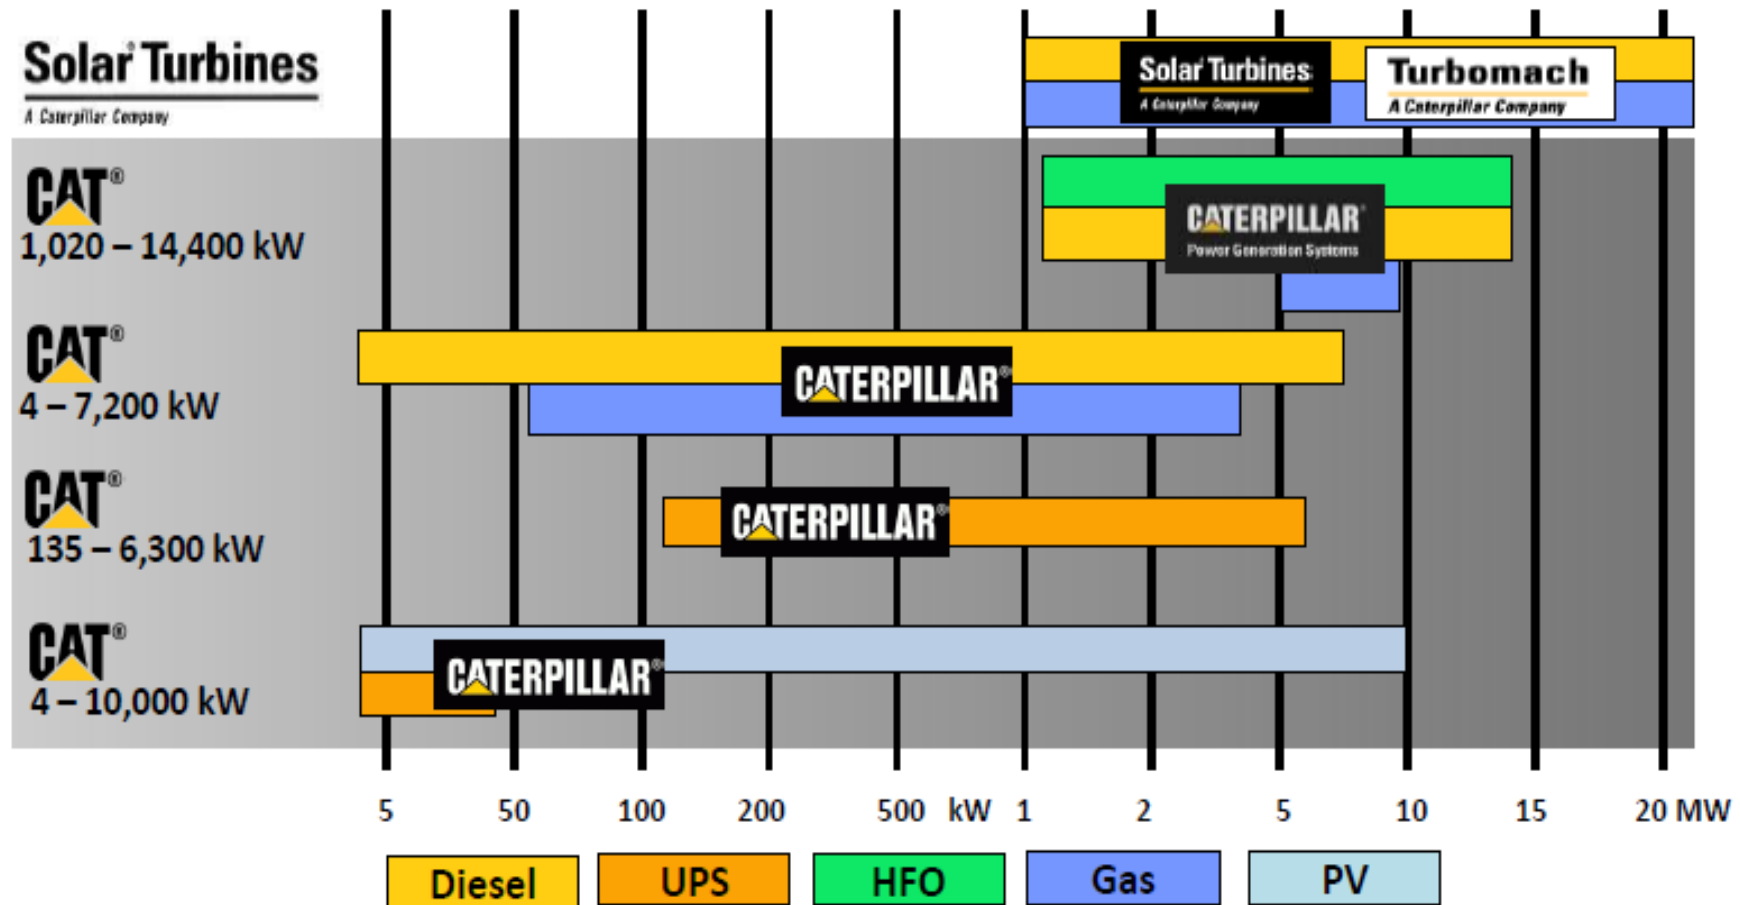 Solar® Turbines
A Caterpillar Company
Solar® Turbines
A Caterpillar Company
Turbomach
A Caterpillar Company
CAT®
1,020 – 14,400 kW
CATERPILLAR®
Power Generation Systems
CAT®
4 – 7,200 kW
CATERPILLAR®
CAT®
135 – 6,300 kW
CATERPILLAR®
CAT®
4 – 10,000 kW
CATERPILLAR®
5 50 100 200 500 kW 1 2 5 10 15 20 MW
Diesel UPS HFO Gas PV